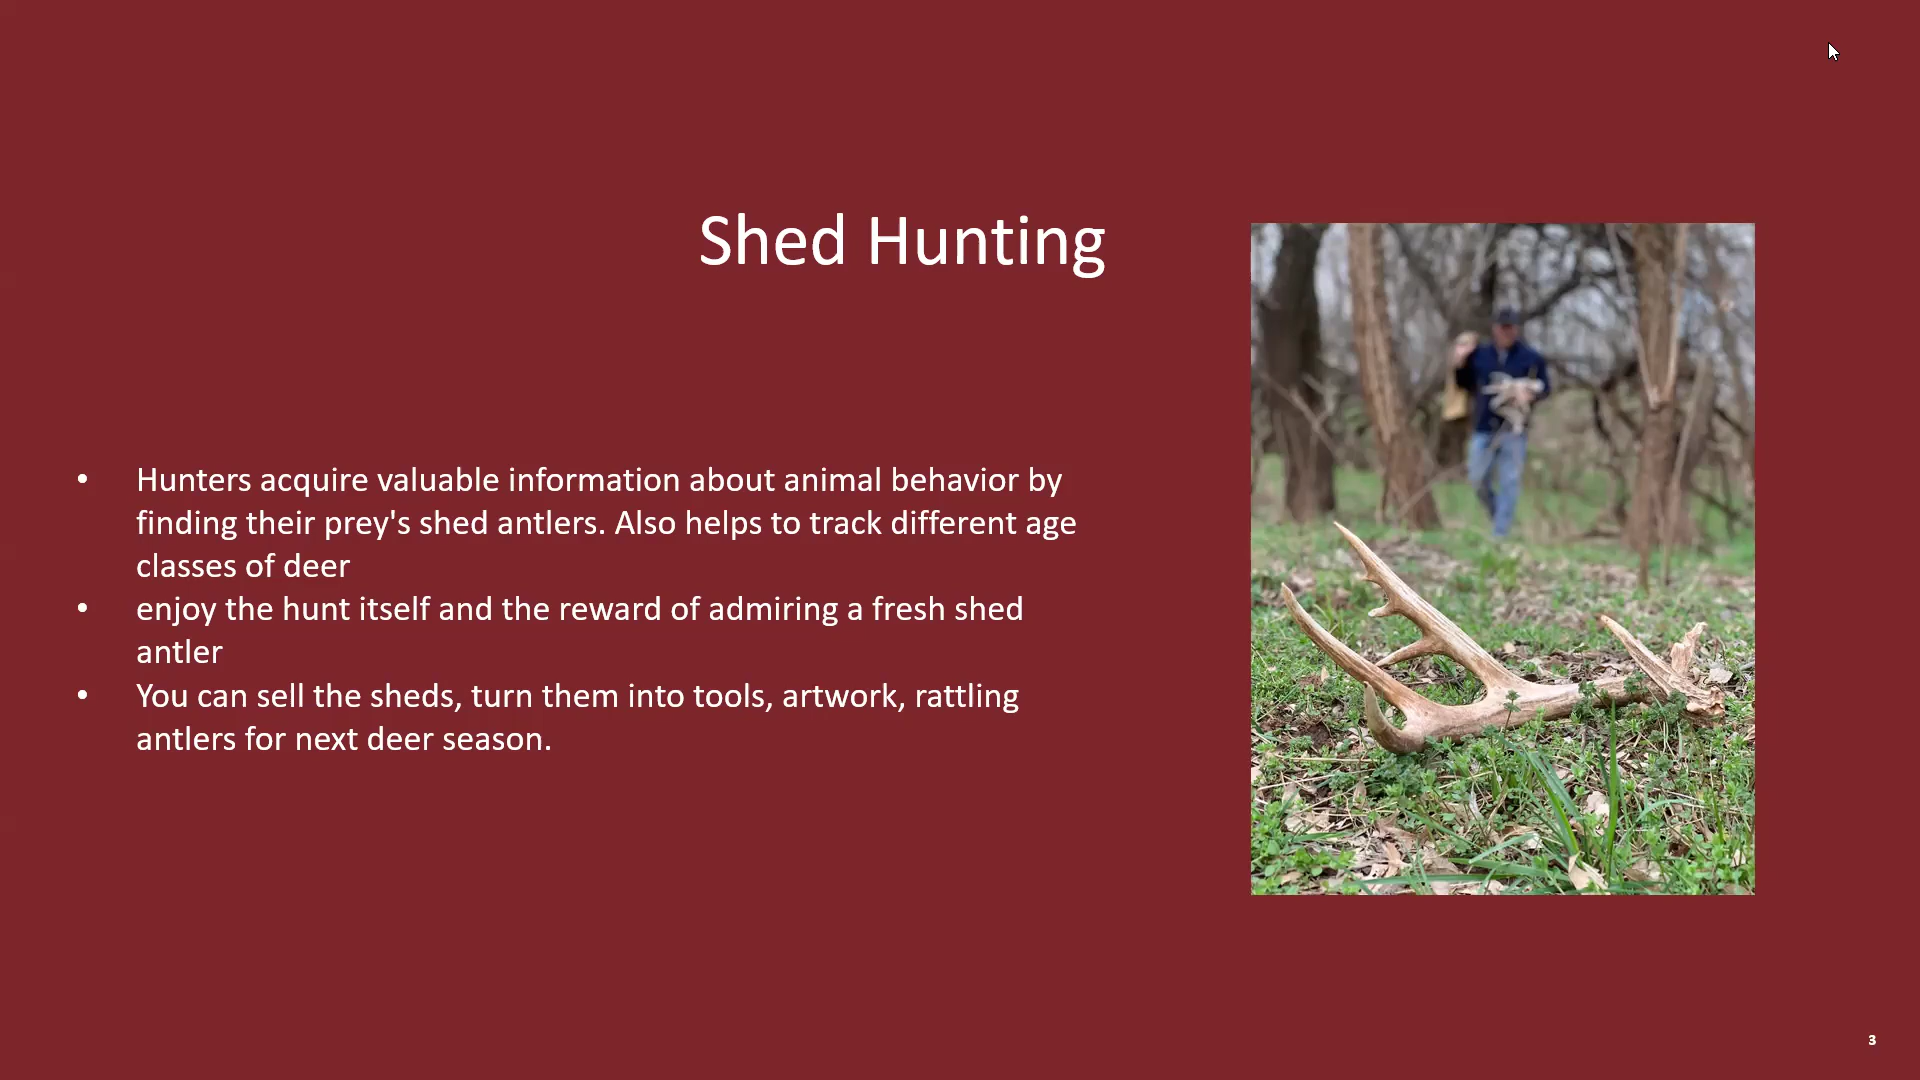 Shed Hunting
• Hunters acquire valuable information about animal behavior by
finding their prey's shed antlers. Also helps to track different age
classes of deer
• enjoy the hunt itself and the reward of admiring a fresh shed
antler
• You can sell the sheds, turn them into tools, artwork, rattling
antlers for next deer season.
3